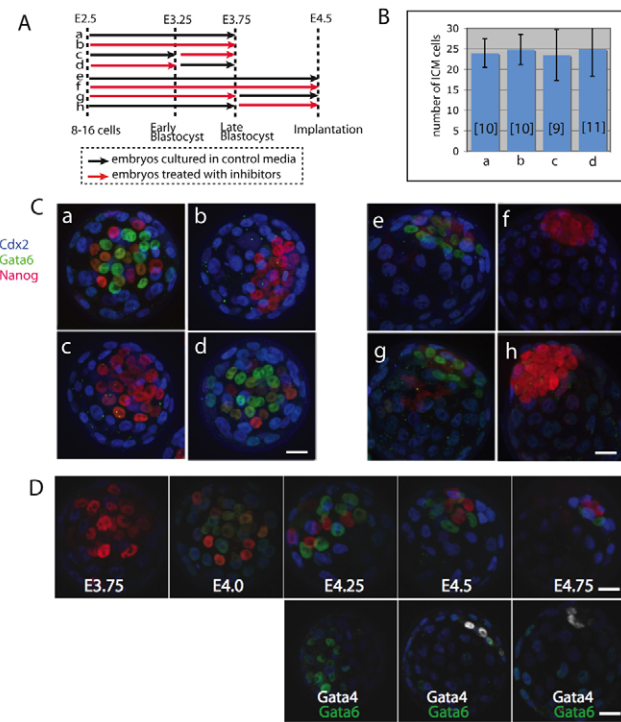 A
E2.5 E3.25 E3.75 E4.5
a
b
c
d
e
f
g
h
8-16 cells Early Blastocyst Late Blastocyst Implantation
embryos cultured in control media
embryos treated with inhibitors
B
number of ICM cells
30
25
20
15
10
5
0
[10] [10] [9] [11]
a b c d
C
Cdx2
Gata6
Nanog
a b e f
c d g h
D
E3.75 E4.0 E4.25 E4.5 E4.75
Gata4 Gata4 Gata4
Gata6 Gata6 Gata6